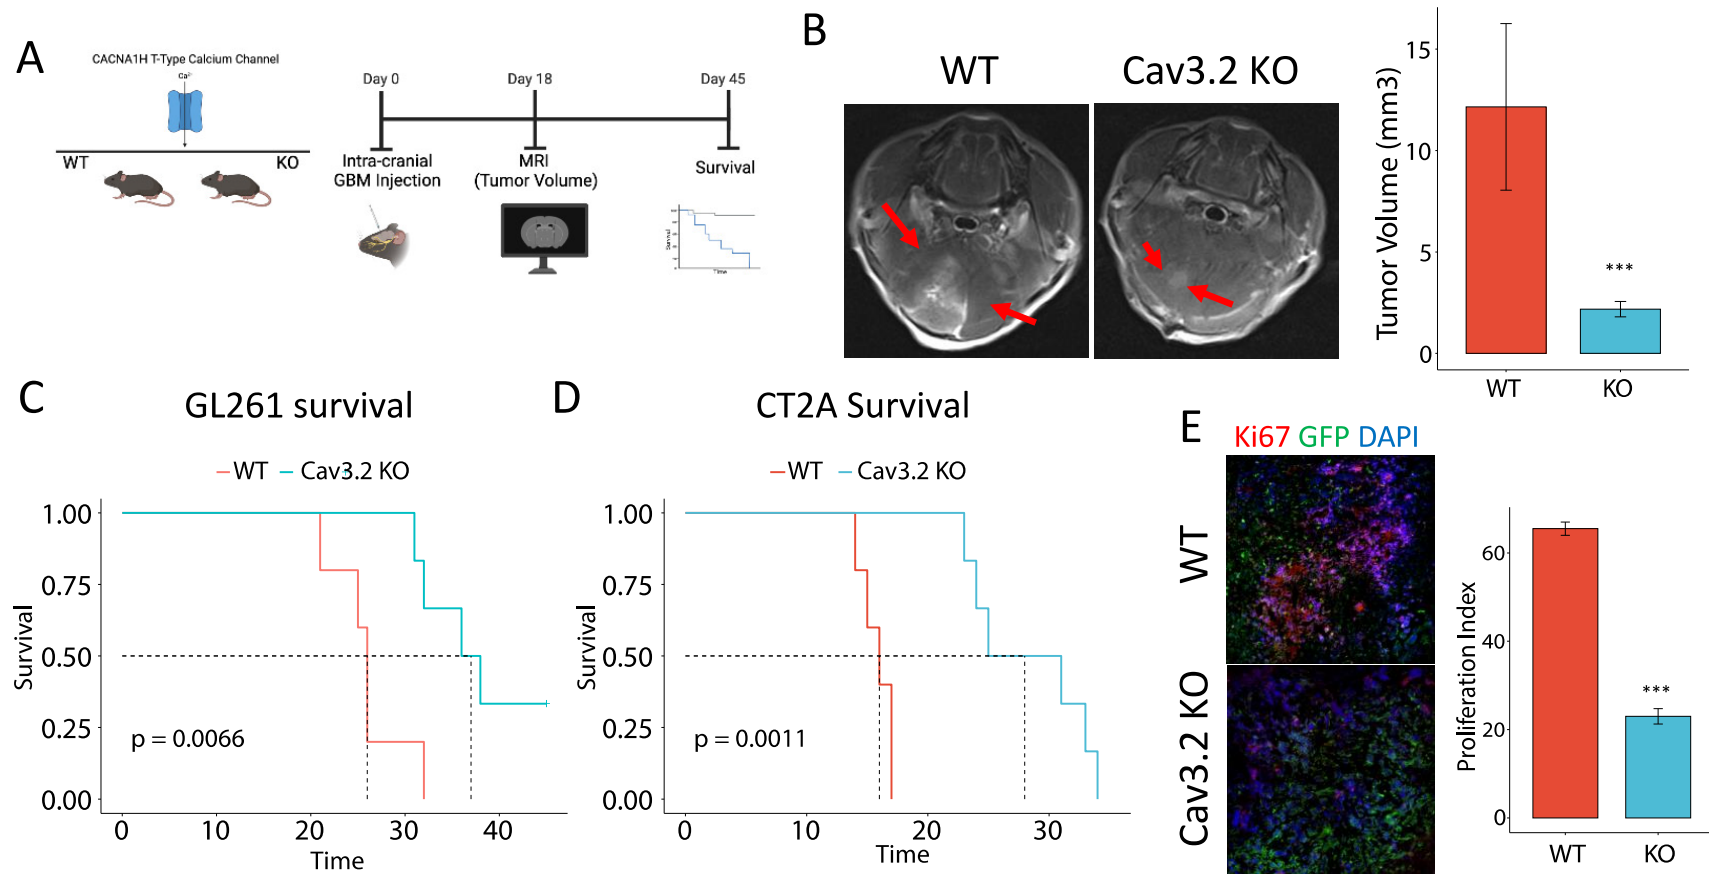 A
CACNA1H T-Type Calcium Channel
Ca2+
WT KO
Day 0 Day 18 Day 45
Intra-cranial
GBM Injection
MRI
(Tumor Volume)
Survival
Survival
Time
B
WT Cav3.2 KO
Tumor Volume (mm3)
15
10
5
0
***
WT KO
C
GL261 survival
WT Cav3.2 KO
Survival
1.00
0.75
0.50
0.25
0.00
p = 0.0066
0 10 20 30 40
Time
D
CT2A Survival
WT Cav3.2 KO
Survival
1.00
0.75
0.50
0.25
0.00
p = 0.0011
0 10 20 30
Time
E
Ki67 GFP DAPI
WT
Cav3.2 KO
Proliferation Index
60
40
20
0
***
WT KO